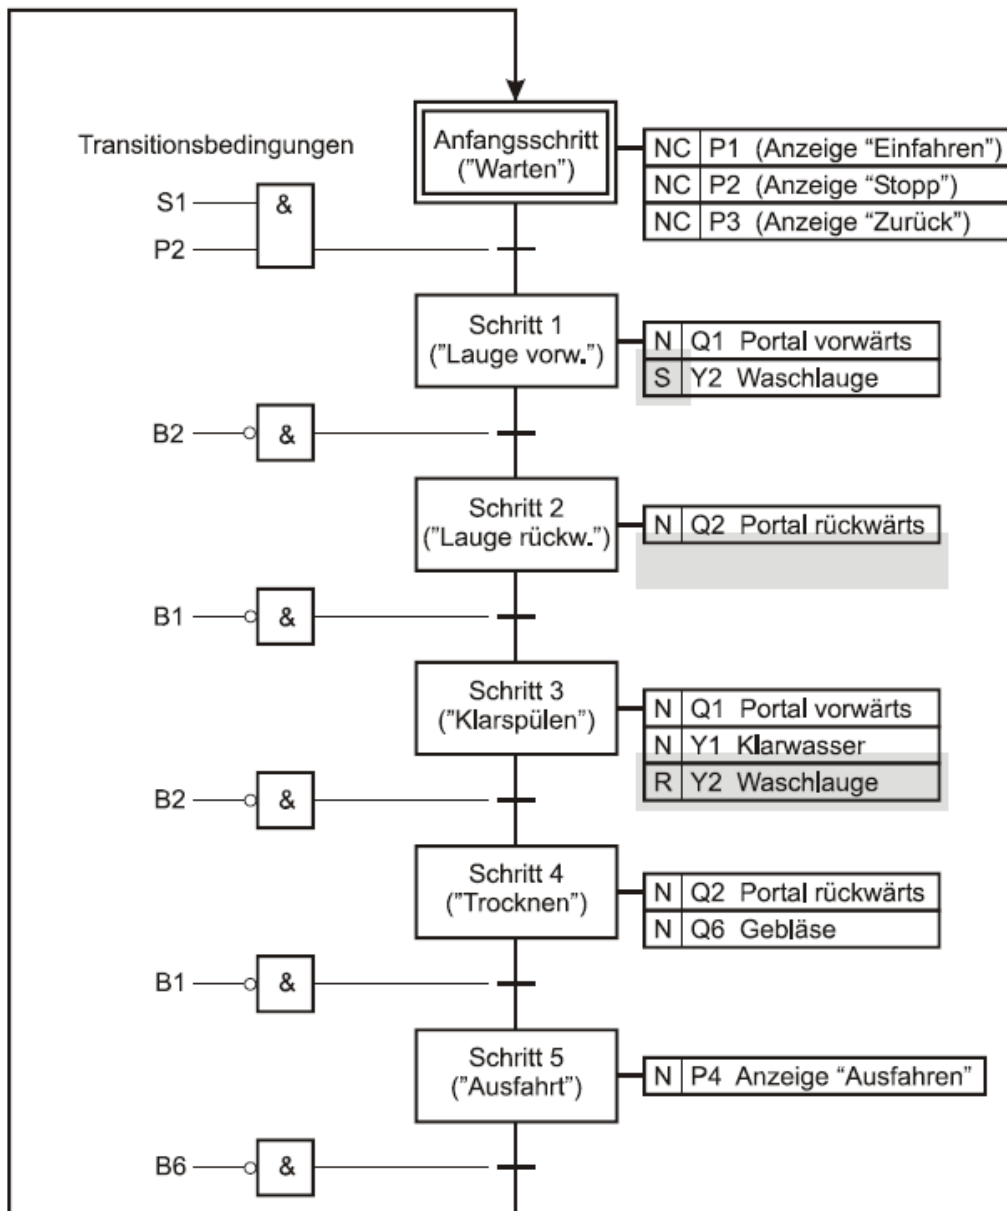 Transitionsbedingungen
Anfangsschritt
("Warten")
NC P1 (Anzeige "Einfahren")
NC P2 (Anzeige "Stopp")
NC P3 (Anzeige "Zurück")
S1
&
P2
Schritt 1
("Lauge vorw.")
N Q1 Portal vorwärts
S Y2 Waschlauge
B2 &
Schritt 2
("Lauge rückw.")
N Q2 Portal rückwärts
B1 &
Schritt 3
("Klarspülen")
N Q1 Portal vorwärts
N Y1 Klarwasser
R Y2 Waschlauge
B2 &
Schritt 4
("Trocknen")
N Q2 Portal rückwärts
N Q6 Gebläse
B1 &
Schritt 5
("Ausfahrt")
N P4 Anzeige "Ausfahren"
B6 &